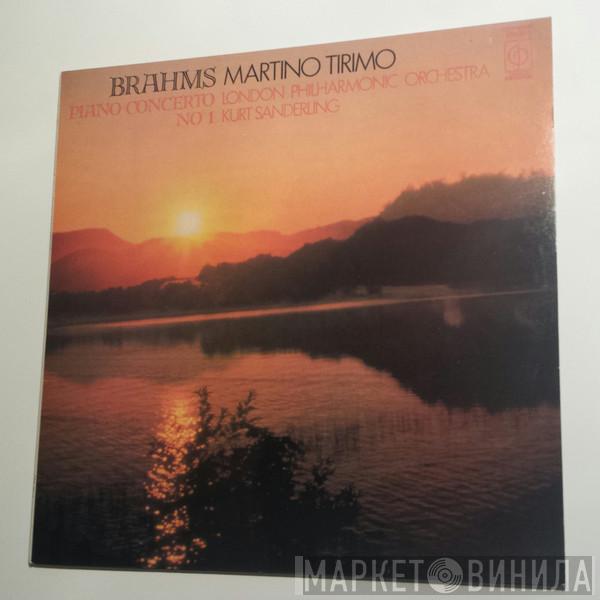 BRAHMS MARTINO TIRIMO
PIANO CONCERTO LONDON PHILHARMONIC ORCHESTRA
NO 1 KURT SANDERLING
МАРКЕТ ВИНИЛА